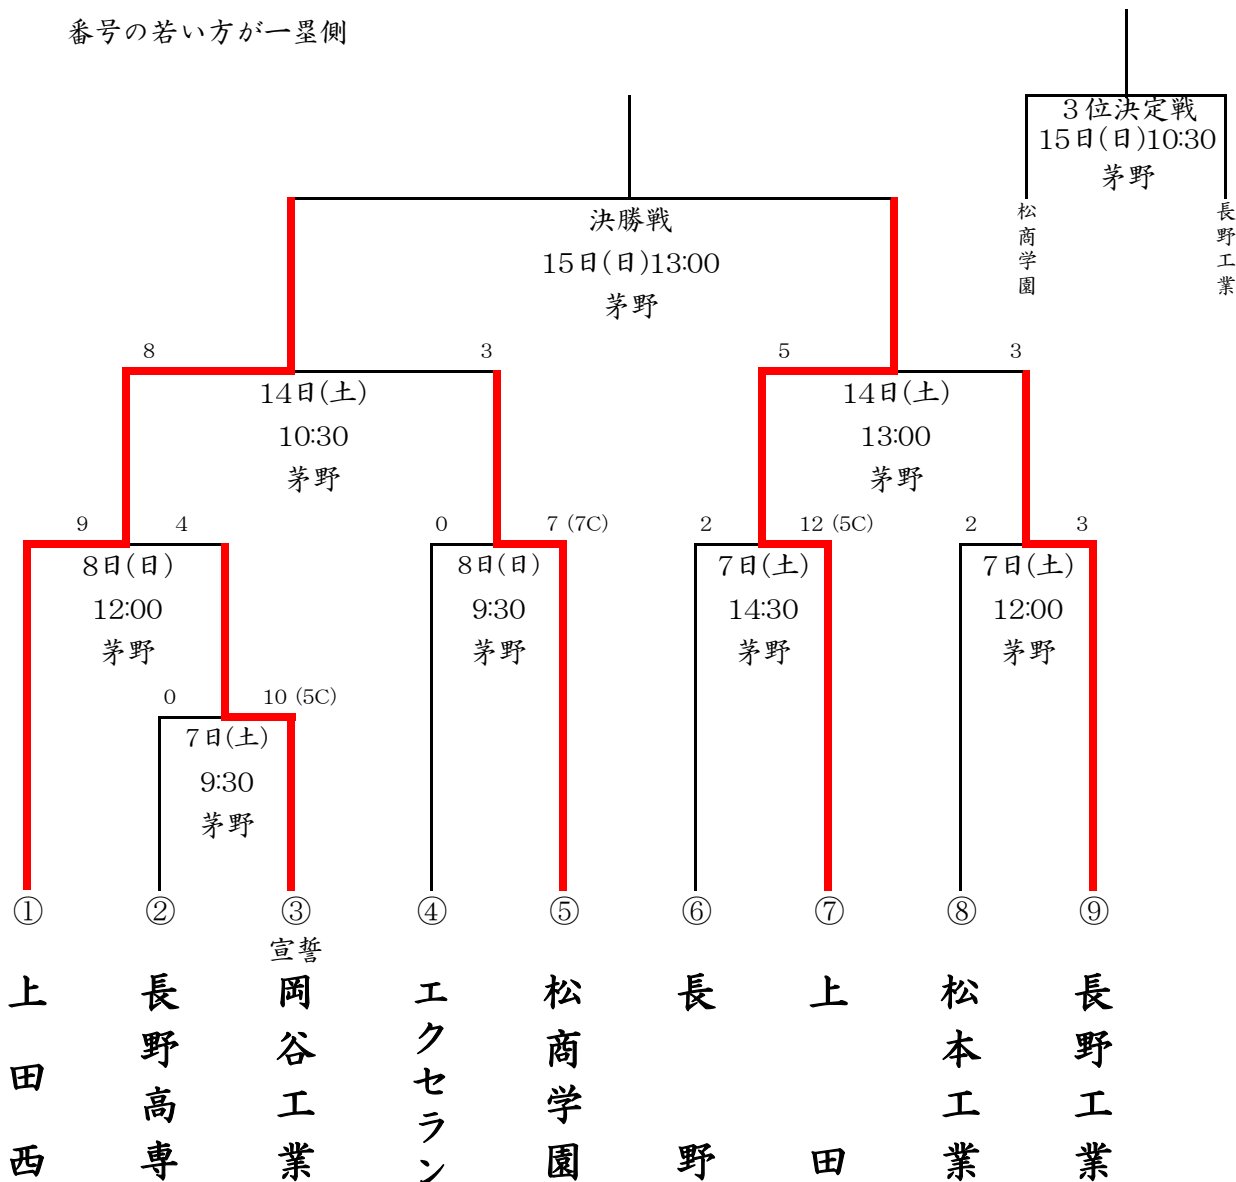 番号の若い方が一塁側
3位決定戦
15日(日)10:30
茅野
松商学園
長野工業
決勝戦
15日(日)13:00
茅野
8
3
14日(土)
10:30
茅野
5
3
14日(土)
13:00
茅野
9
4
8日(日)
12:00
茅野
0
7 (7C)
8日(日)
9:30
茅野
2
12 (5C)
7日(土)
14:30
茅野
2
3
7日(土)
12:00
茅野
0
10 (5C)
7日(土)
9:30
茅野
①
②
③
④
⑤
⑥
⑦
⑧
⑨
宣誓
上田西
長野高専
岡谷工業
エクセラン
松商学園
長野
上田
松本工業
長野工業